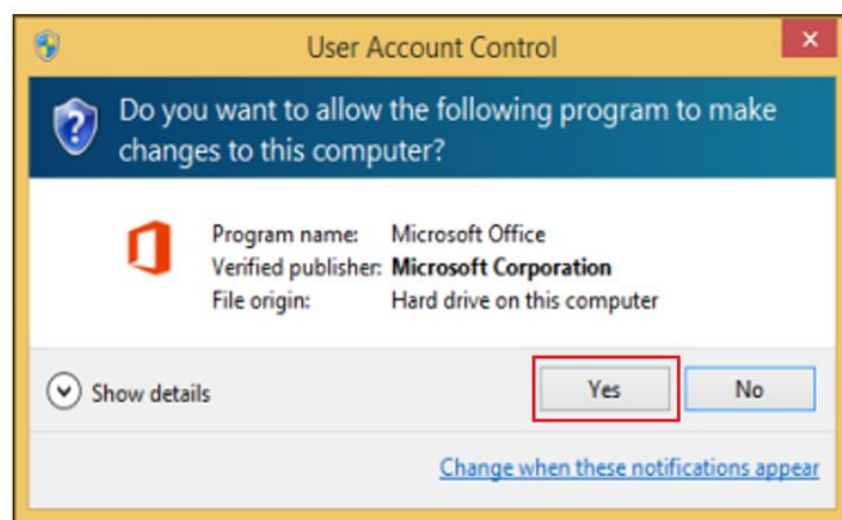 User Account Control
Do you want to allow the following program to make
changes to this computer?
Program name: Microsoft Office
Verified publisher: Microsoft Corporation
File origin: Hard drive on this computer
Show details
Yes No
Change when these notifications appear